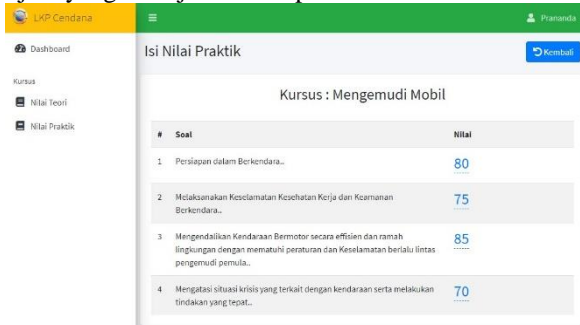 LKP Cendana
Prananda
Dashboard
Kursus
Nilai Teori
Nilai Praktik
Isi Nilai Praktik
Kembali
Kursus : Mengemudi Mobil
# Soal Nilai
1 Persiapan dalam Berkendara.. 80
2 Melaksanakan Keselamatan Kesehatan Kerja dan Keamanan 75
Berkendara..
3 Mengendalikan Kendaraan Bermotor secara effisien dan ramah 85
lingkungan dengan mematuhi peraturan dan Keselamatan berlalu lintas
pengemudi pemula..
4 Mengatasi situasi krisis yang terkait dengan kendaraan serta melakukan 70
tindakan yang tepat..